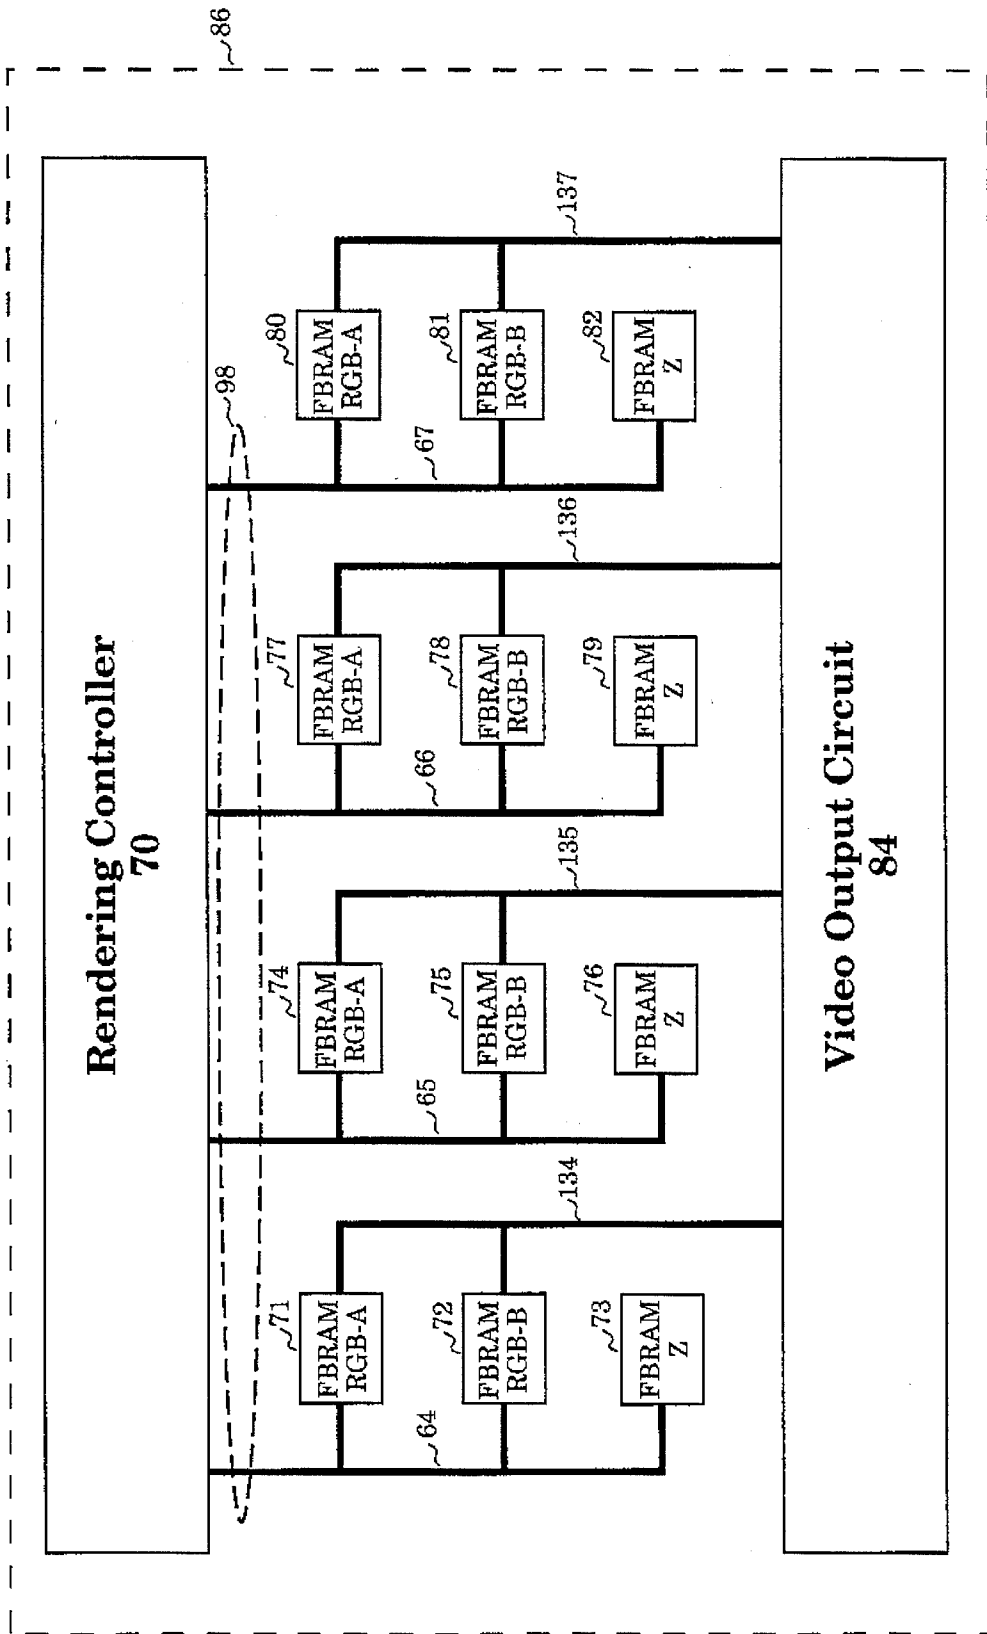 86
Rendering Controller
70
98
71
FBRAM
RGB-A
74
FBRAM
RGB-A
77
FBRAM
RGB-A
80
FBRAM
RGB-A
64
72
FBRAM
RGB-B
65
75
FBRAM
RGB-B
66
78
FBRAM
RGB-B
67
81
FBRAM
RGB-B
73
FBRAM
Z
134
76
FBRAM
Z
135
79
FBRAM
Z
136
82
FBRAM
Z
137
Video Output Circuit
84